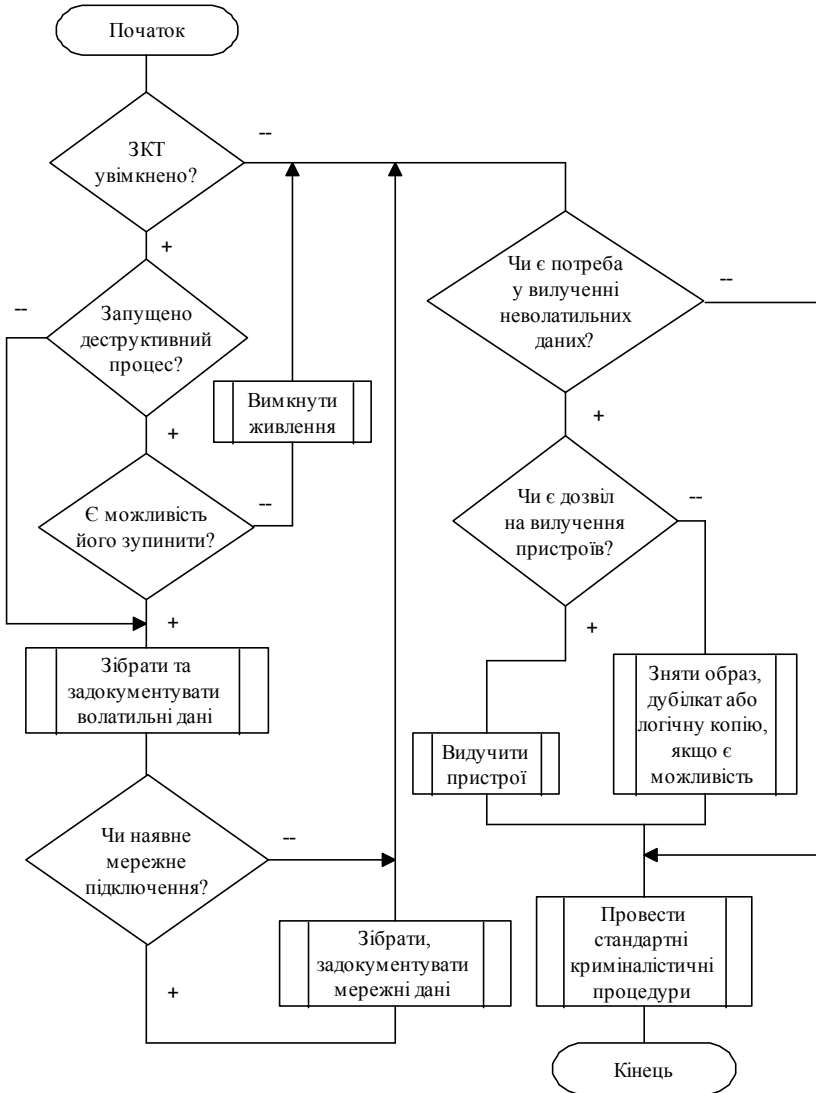 Початок
ЗКТ
увімкнено?
--
+
Запущено
деструктивний
процес?
--
+
Вимкнути
живлення
Є можливість
його зупинити?
--
+
Зібрати та
задокументувати
волатильні дані
Чи наявне
мережне
підключення?
--
+
Зібрати,
задокументувати
мережні дані
Чи є потреба
у вилученні
неволатильних
даних?
--
+
Чи є дозвіл
на вилучення
пристроїв?
--
+
Видучити
пристрої
Зняти образ,
дубілкат або
логічну копію,
якщо є
можливість
Провести
стандартні
криміналістичні
процедури
Кінець